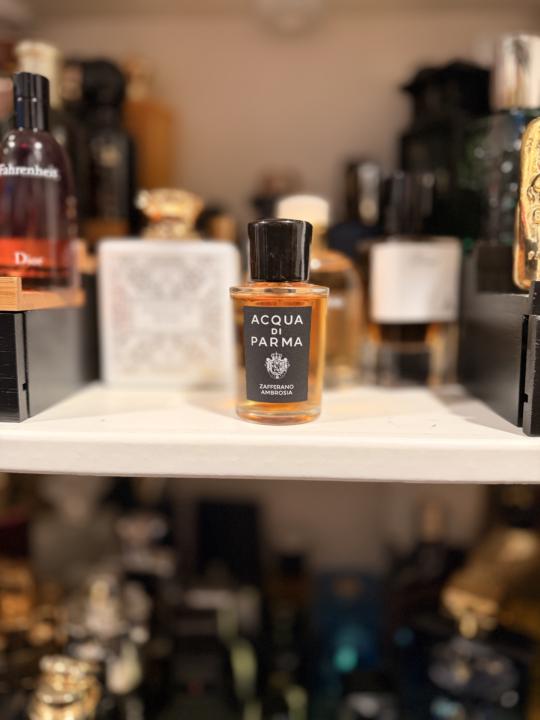 Fahrenheit
Dior
ACQUA
DI
PARMA
ZAFFERANO
AMBROSIA